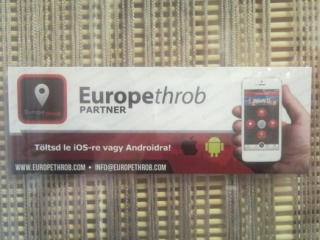 Europethrob
PARTNER
Töltsd le iOS-re vagy Androidra!
WWW.EUROPETHROB.COM • INFO@EUROPETHROB.COM